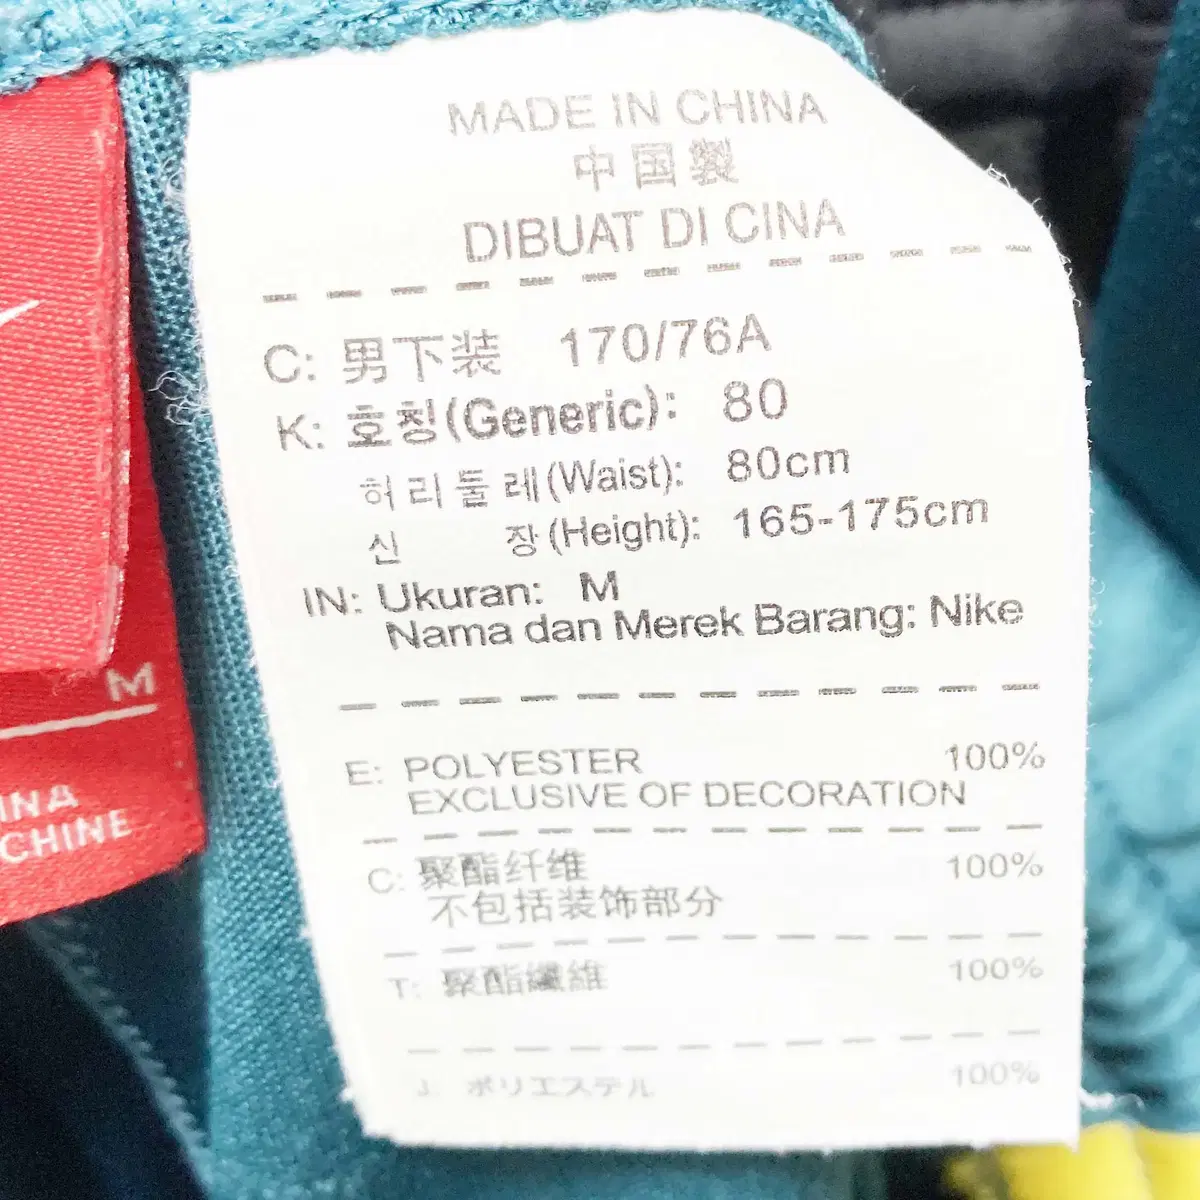 MADE IN CHINA
中国製
DIBUAT DI CINA
C: 男下装 170/76A
K: 호칭(Generic): 80
허리둘레(Waist): 80cm
신 장(Height): 165-175cm
IN: Ukuran: M
Nama dan Merek Barang: Nike
E: POLYESTER 100%
EXCLUSIVE OF DECORATION
C: 聚酯纤维 100%
不包括装饰部分
T: 聚酯纖維 100%
J: ポリエステル 100%
M
INA
CHINE